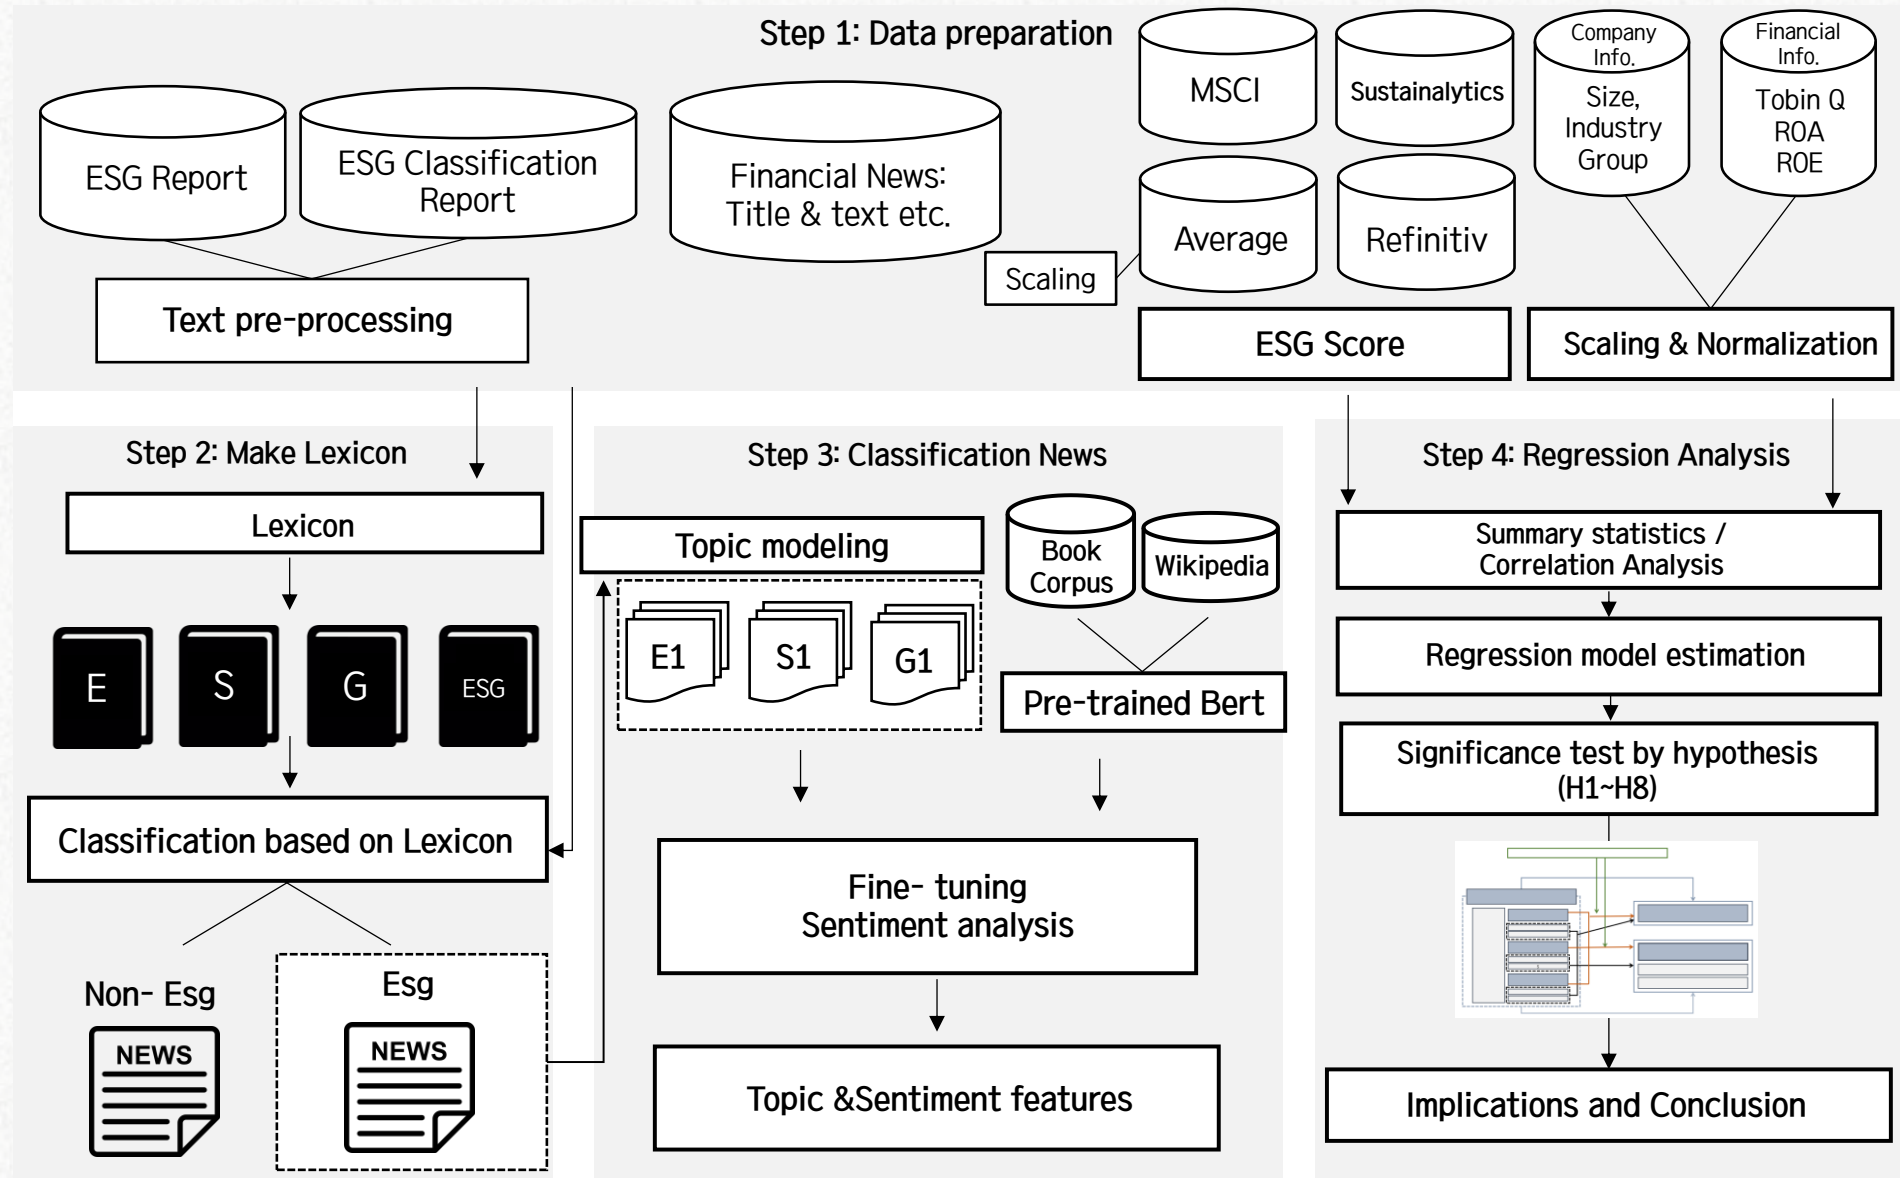 Step 1: Data preparation
ESG Report
ESG Classification
Report
Financial News:
Title & text etc.
MSCI
Sustainalytics
Average
Refinitiv
Scaling
Company
Info.
Size,
Industry
Group
Financial
Info.
Tobin Q
ROA
ROE
Text pre-processing
ESG Score
Scaling & Normalization
Step 2: Make Lexicon
Lexicon
E
S
G
ESG
Classification based on Lexicon
Non- Esg
NEWS
Esg
NEWS
Step 3: Classification News
Topic modeling
E1
S1
G1
Book
Corpus
Wikipedia
Pre-trained Bert
Fine- tuning
Sentiment analysis
Topic &Sentiment features
Step 4: Regression Analysis
Summary statistics /
Correlation Analysis
Regression model estimation
Significance test by hypothesis
(H1~H8)
Implications and Conclusion